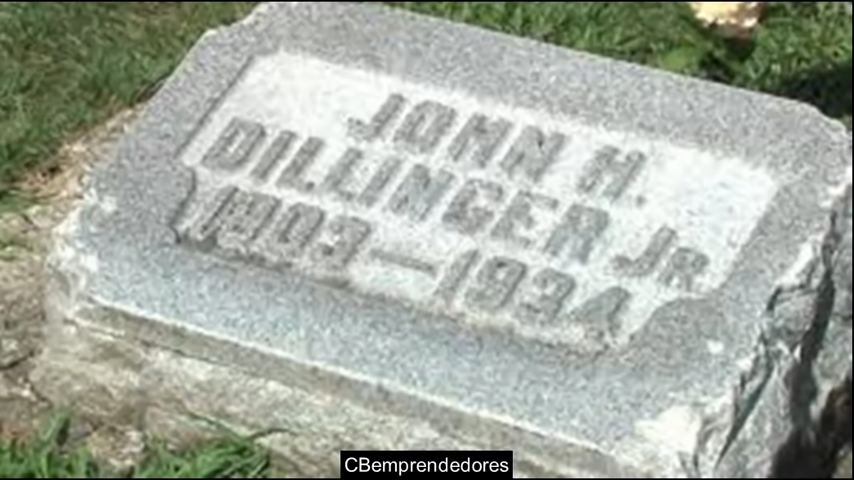 JOHN H.
DILLINGER JR.
1903-1934
CBemprendedores